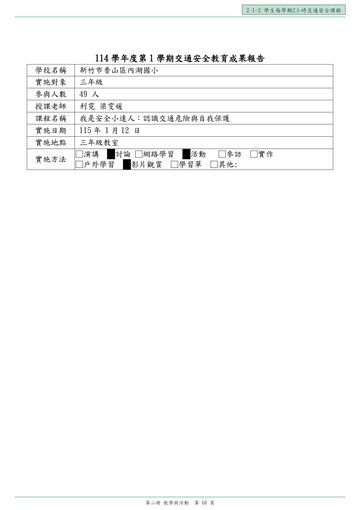 2-1-2 學生每學期2小時交通安全課程
114 學年度第 1 學期交通安全教育成果報告
學校名稱 新竹市香山區內湖國小
實施對象 三年級
參與人數 49 人
授課老師 利寬 梁雯媛
課程名稱 我是安全小達人：認識交通危險與自我保護
實施日期 115 年 1 月 12 日
實施地點 三年級教室
實施方法 □演講 ■討論 □網路學習 ■活動 □參訪 □實作
□戶外學習 ■影片觀賞 □學習單 □其他:
第二冊 教學與活動 第 68 頁